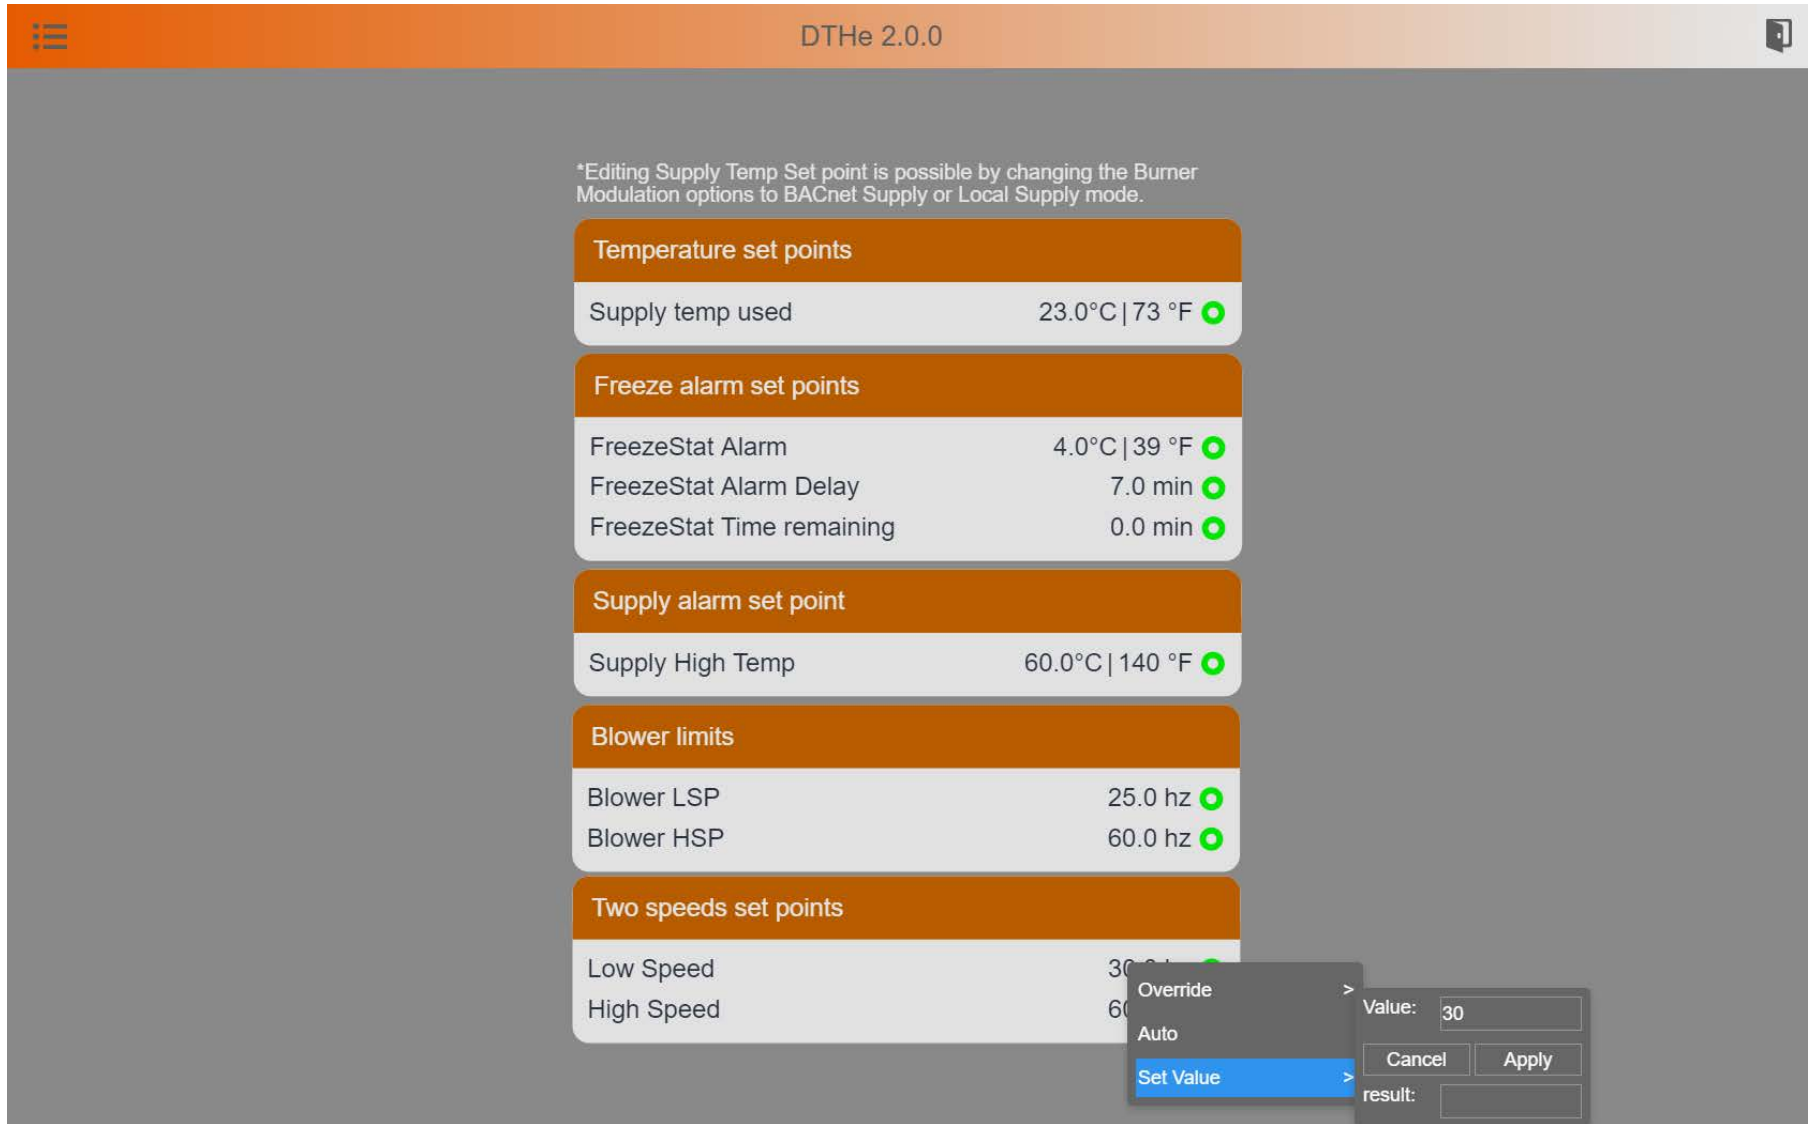 DTHe 2.0.0
*Editing Supply Temp Set point is possible by changing the Burner
Modulation options to BACnet Supply or Local Supply mode.
Temperature set points
Supply temp used 23.0°C | 73 °F
Freeze alarm set points
FreezeStat Alarm 4.0°C | 39 °F
FreezeStat Alarm Delay 7.0 min
FreezeStat Time remaining 0.0 min
Supply alarm set point
Supply High Temp 60.0°C | 140 °F
Blower limits
Blower LSP 25.0 hz
Blower HSP 60.0 hz
Two speeds set points
Low Speed
High Speed
Override >
Auto
Set Value >
Value: 30
Cancel Apply
result: